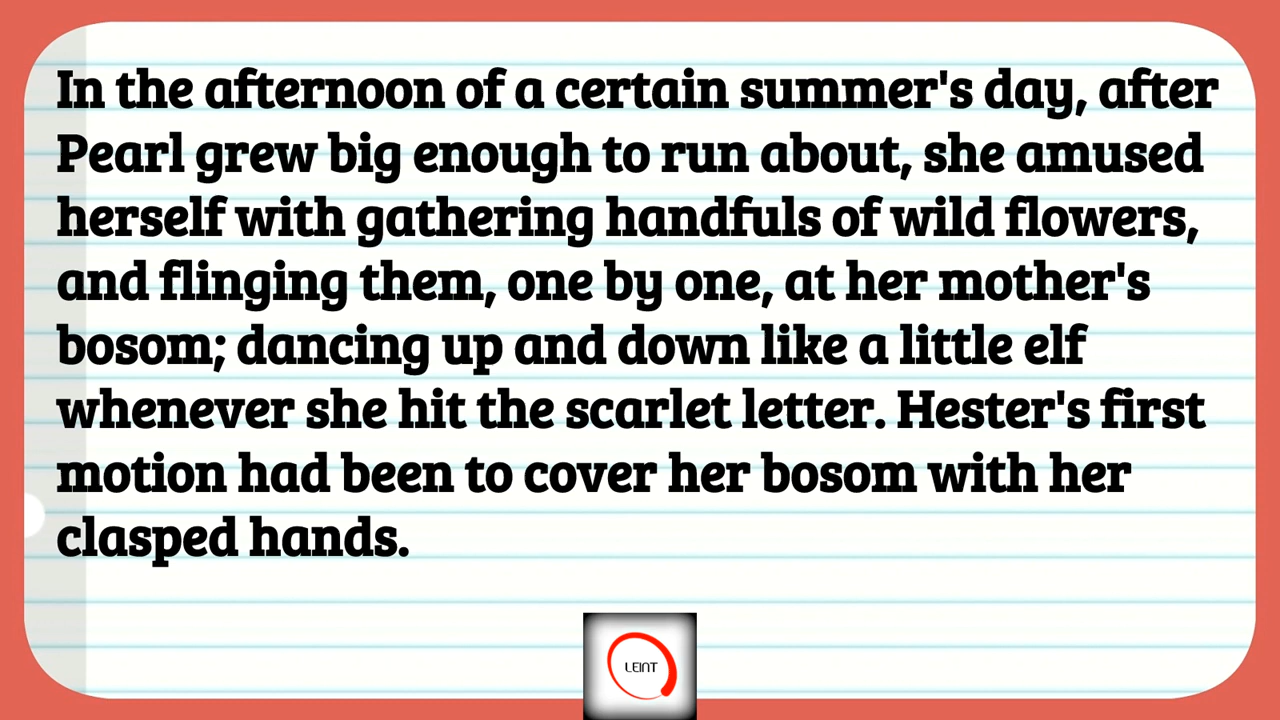 In the afternoon of a certain summer's day, after
Pearl grew big enough to run about, she amused
herself with gathering handfuls of wild flowers,
and flinging them, one by one, at her mother's
bosom; dancing up and down like a little elf
whenever she hit the scarlet letter. Hester's first
motion had been to cover her bosom with her
clasped hands.
LEINT